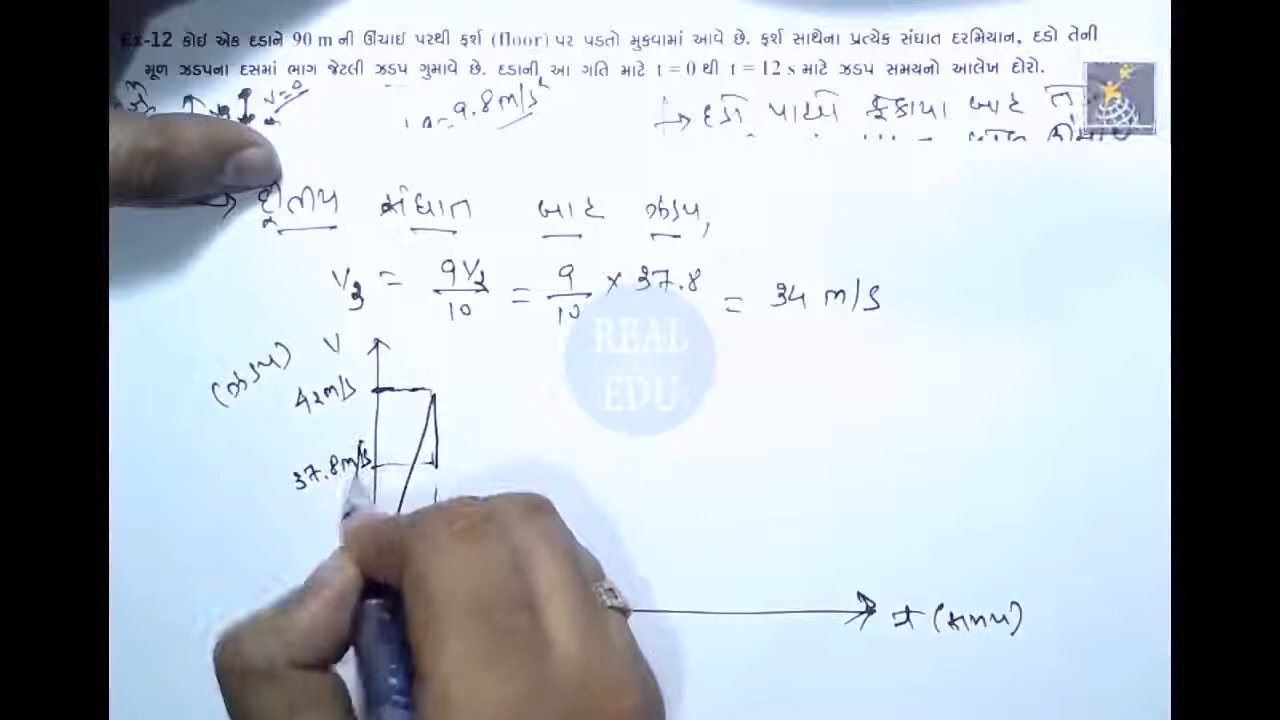 Ex-12 કોઇ એક દડાને 90 m ની ઊંચાઇ પરથી ફર્શ (floor) પર પડતો મુકવામાં આવે છે. ફર્શ સાથેના પ્રત્યેક સંઘાત દરમિયાન, દડો તેની
મૂળ ઝડપના દસમાં ભાગ જેટલી ઝડપ ગુમાવે છે. દડાની આ ગતિ માટે t = 0 થી t = 12 s માટે ઝડપ સમયનો આલેખ દોરો.
V=0
a=9.8 m/s²
→ દડો પાછો ફેંકાયા બાદ
→ દ્વીતીય સંઘાત બાદ ઝડપ,
V3 = 9V2/10 = 9/10 × 37.8 = 34 m/s
(ઝડપ) V
42m/s
37.8m/s
t (સમય)
REAL
EDU